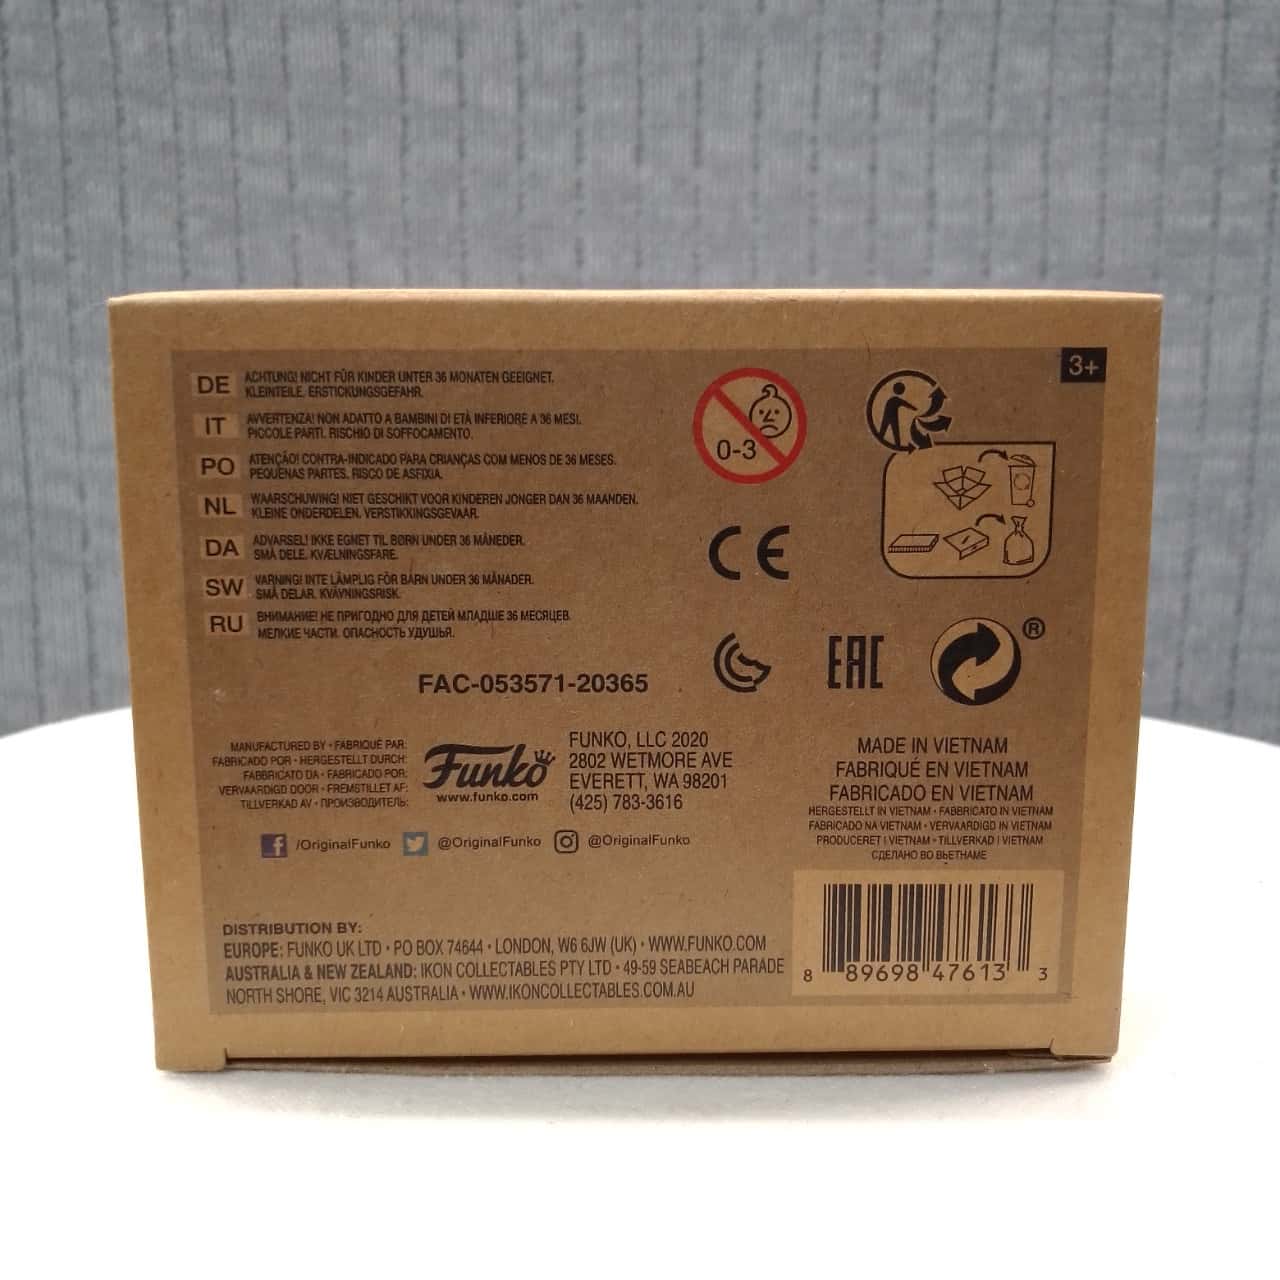 3+
DE ACHTUNG! NICHT FÜR KINDER UNTER 36 MONATEN GEEIGNET.
KLEINTEILE. ERSTICKUNGSGEFAHR.
IT AVVERTENZA! NON ADATTO A BAMBINI DI ETÀ INFERIORE A 36 MESI.
PICCOLE PARTI. RISCHIO DI SOFFOCAMENTO.
PO ATENÇÃO! CONTRA-INDICADO PARA CRIANÇAS COM MENOS DE 36 MESES.
PEQUENAS PARTES. RISCO DE ASFIXIA.
NL WAARSCHUWING! NIET GESCHIKT VOOR KINDEREN JONGER DAN 36 MAANDEN.
KLEINE ONDERDELEN. VERSTIKKINGSGEVAAR.
DA ADVARSEL! IKKE EGNET TIL BØRN UNDER 36 MÅNEDER.
SMÅ DELE. KVÆLNINGSFARE.
SW VARNING! INTE LÄMPLIG FÖR BARN UNDER 36 MÅNADER.
SMÅ DELAR. KVÄVNINGSRISK.
RU ВНИМАНИЕ! НЕ ПРИГОДНО ДЛЯ ДЕТЕЙ МЛАДШЕ 36 МЕСЯЦЕВ.
МЕЛКИЕ ЧАСТИ. ОПАСНОСТЬ УДУШЬЯ.
0-3
CE
EAC
®
FAC-053571-20365
MANUFACTURED BY • FABRIQUÉ PAR:
FABRICADO POR • HERGESTELLT DURCH:
FABBRICATO DA • FABRICADO POR:
VERVAARDIGD DOOR • FREMSTILLET AF:
TILLVERKAD AV • ПРОИЗВОДИТЕЛЬ:
Funko
www.funko.com
FUNKO, LLC 2020
2802 WETMORE AVE
EVERETT, WA 98201
(425) 783-3616
/OriginalFunko @OriginalFunko @OriginalFunko
MADE IN VIETNAM
FABRIQUÉ EN VIETNAM
FABRICADO EN VIETNAM
HERGESTELLT IN VIETNAM • FABBRICATO IN VIETNAM
FABRICADO NA VIETNAM • VERVAARDIGD IN VIETNAM
PRODUCERET I VIETNAM • TILLVERKAD I VIETNAM
СДЕЛАНО ВО ВЬЕТНАМЕ
DISTRIBUTION BY:
EUROPE: FUNKO UK LTD • PO BOX 74644 • LONDON, W6 6JW (UK) • WWW.FUNKO.COM
AUSTRALIA & NEW ZEALAND: IKON COLLECTABLES PTY LTD • 49-59 SEABEACH PARADE
NORTH SHORE, VIC 3214 AUSTRALIA • WWW.IKONCOLLECTABLES.COM.AU
8 89698 47613 3